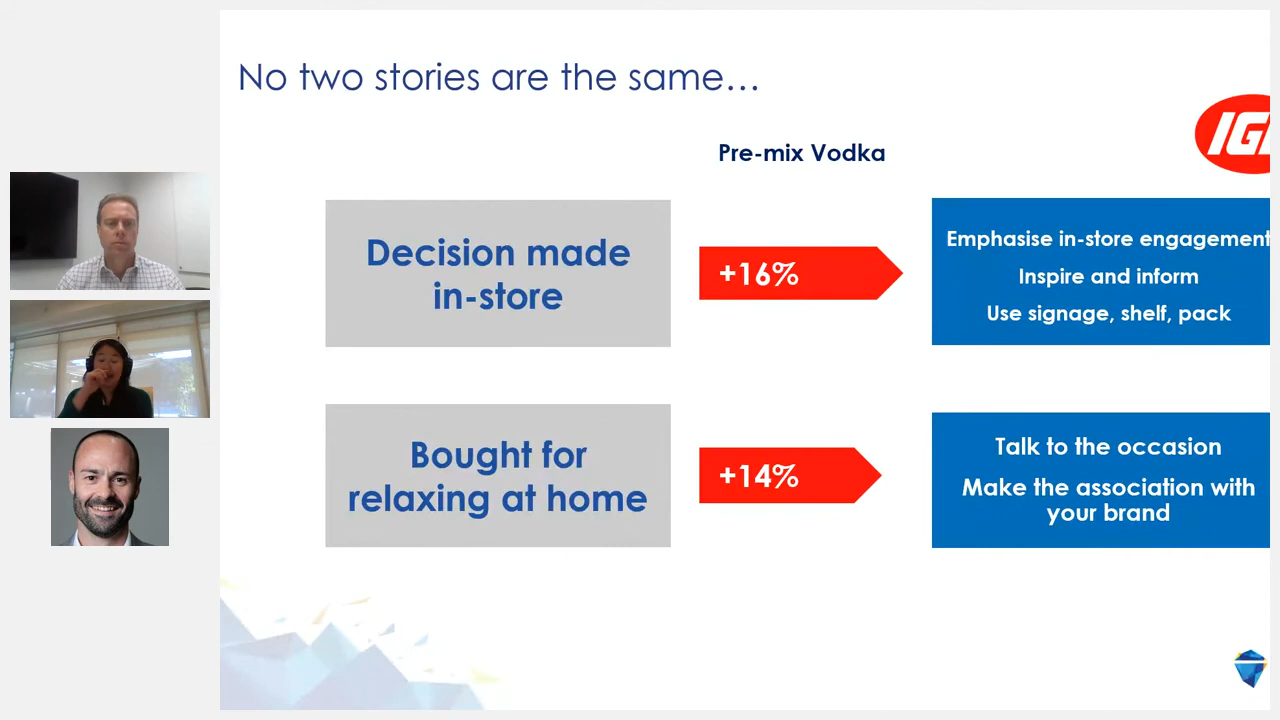 No two stories are the same…
IG
Pre-mix Vodka
Decision made
in-store
+16%
Emphasise in-store engagement
Inspire and inform
Use signage, shelf, pack
Bought for
relaxing at home
+14%
Talk to the occasion
Make the association with
your brand